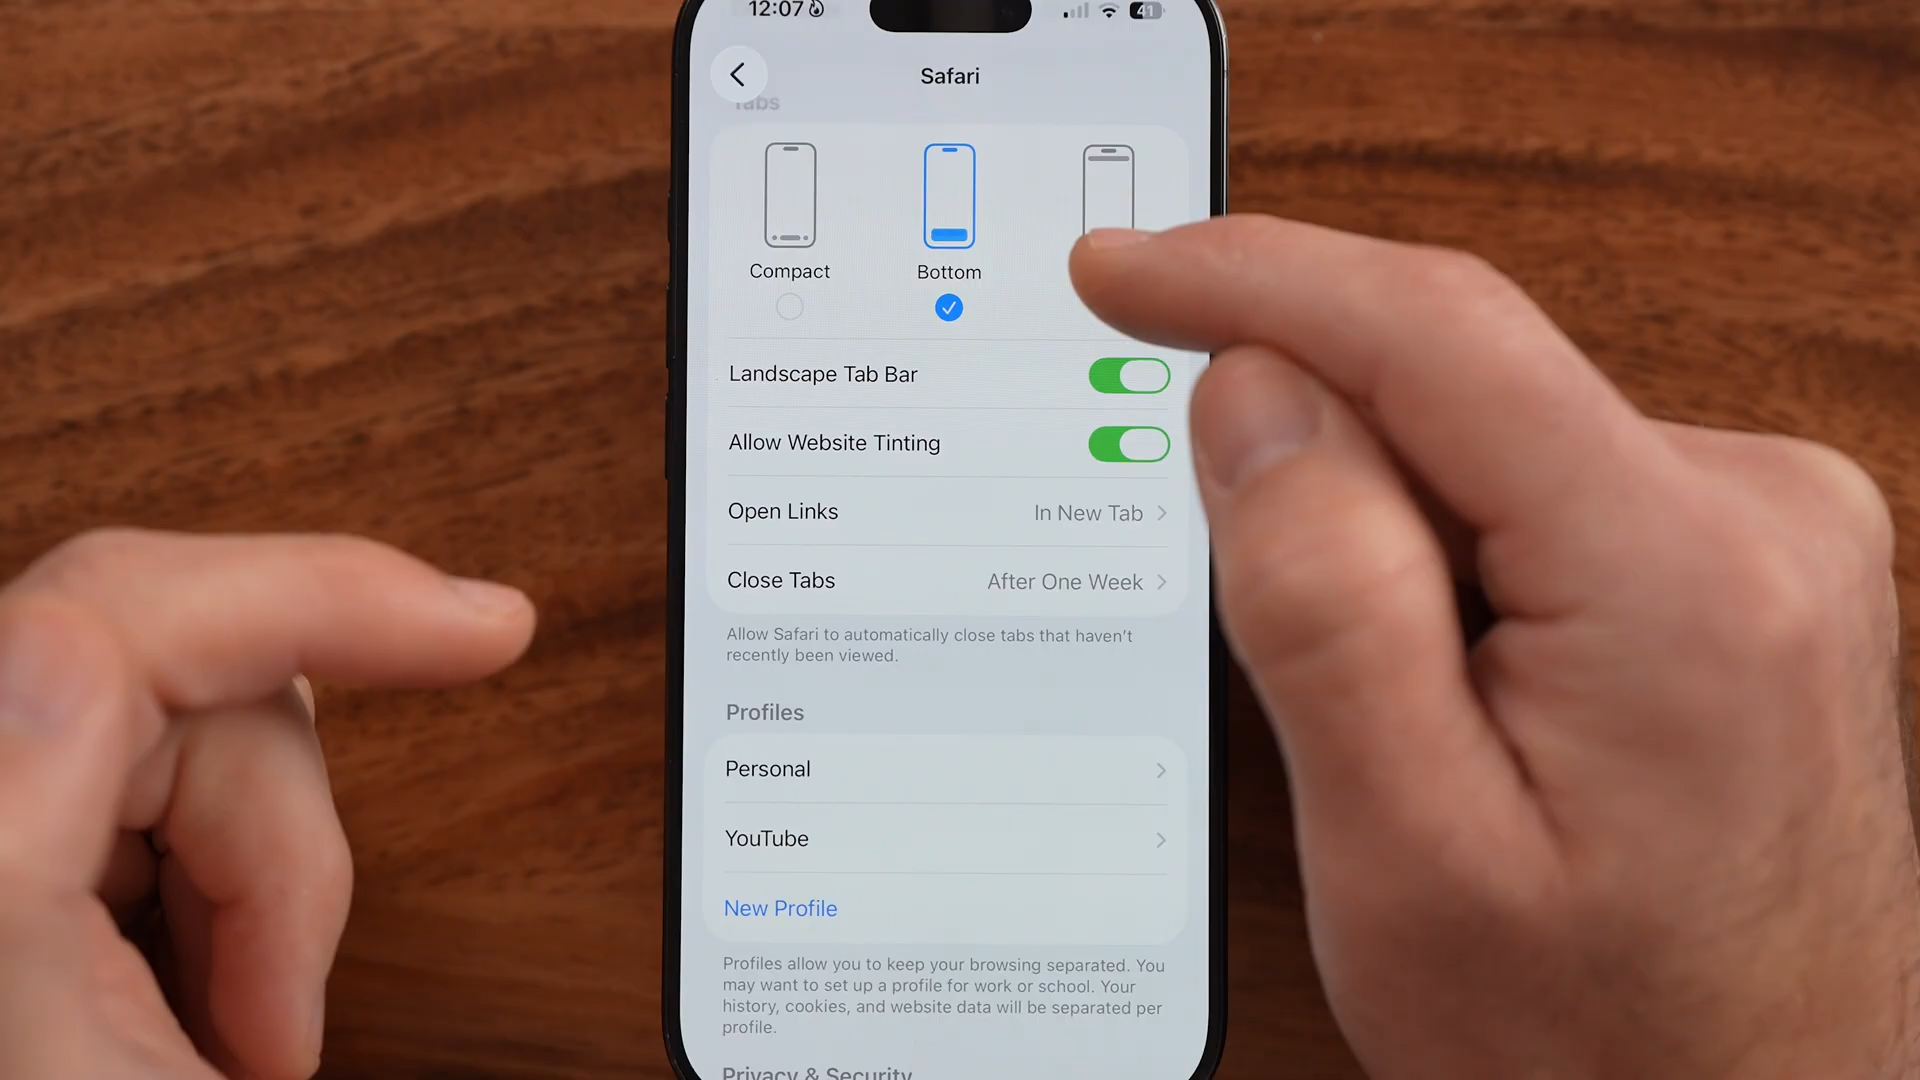 12:07
41
Safari
Tabs
Compact
Bottom
Landscape Tab Bar
Allow Website Tinting
Open Links
In New Tab
Close Tabs
After One Week
Allow Safari to automatically close tabs that haven't
recently been viewed.
Profiles
Personal
YouTube
New Profile
Profiles allow you to keep your browsing separated. You
may want to set up a profile for work or school. Your
history, cookies, and website data will be separated per
profile.
Privacy & Security